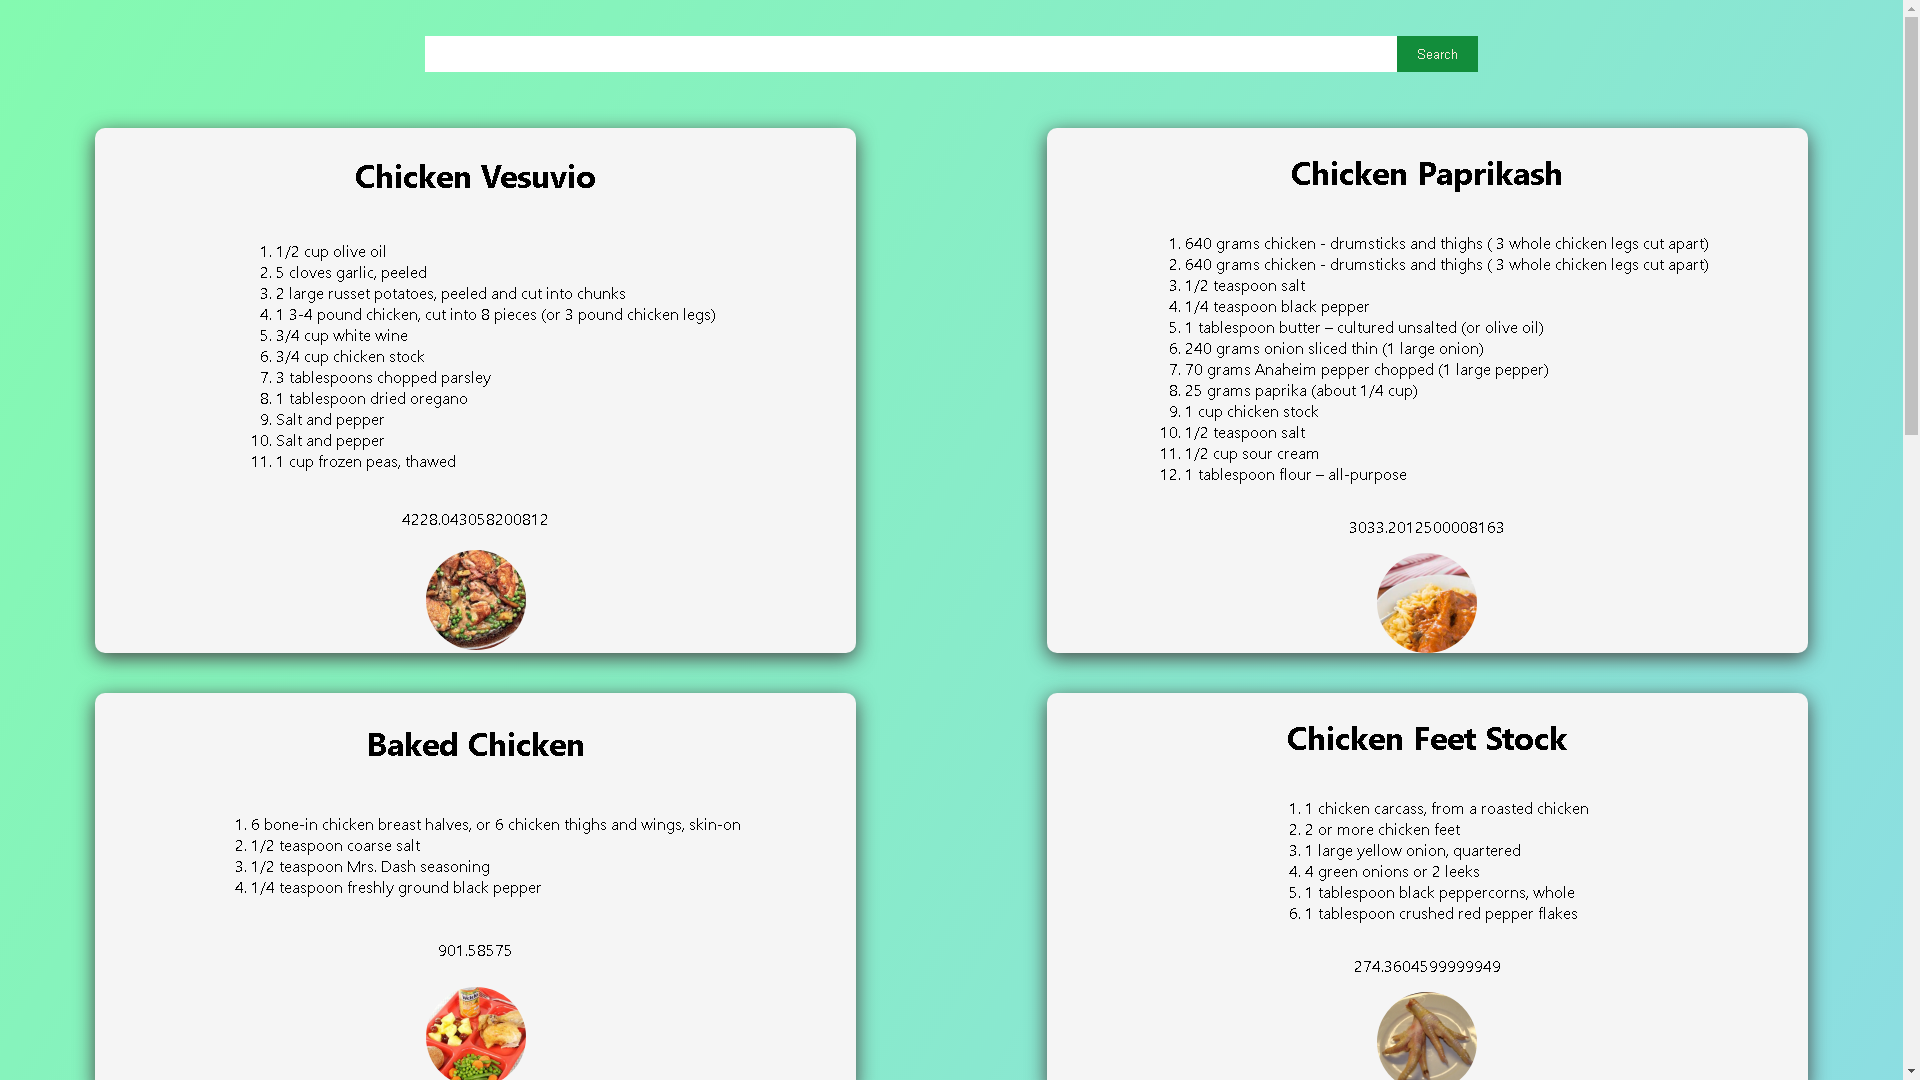 Search
Chicken Vesuvio
1. 1/2 cup olive oil
2. 5 cloves garlic, peeled
3. 2 large russet potatoes, peeled and cut into chunks
4. 1 3-4 pound chicken, cut into 8 pieces (or 3 pound chicken legs)
5. 3/4 cup white wine
6. 3/4 cup chicken stock
7. 3 tablespoons chopped parsley
8. 1 tablespoon dried oregano
9. Salt and pepper
10. Salt and pepper
11. 1 cup frozen peas, thawed
4228.043058200812
Chicken Paprikash
1. 640 grams chicken - drumsticks and thighs ( 3 whole chicken legs cut apart)
2. 640 grams chicken - drumsticks and thighs ( 3 whole chicken legs cut apart)
3. 1/2 teaspoon salt
4. 1/4 teaspoon black pepper
5. 1 tablespoon butter – cultured unsalted (or olive oil)
6. 240 grams onion sliced thin (1 large onion)
7. 70 grams Anaheim pepper chopped (1 large pepper)
8. 25 grams paprika (about 1/4 cup)
9. 1 cup chicken stock
10. 1/2 teaspoon salt
11. 1/2 cup sour cream
12. 1 tablespoon flour – all-purpose
3033.2012500008163
Baked Chicken
1. 6 bone-in chicken breast halves, or 6 chicken thighs and wings, skin-on
2. 1/2 teaspoon coarse salt
3. 1/2 teaspoon Mrs. Dash seasoning
4. 1/4 teaspoon freshly ground black pepper
901.58575
Chicken Feet Stock
1. 1 chicken carcass, from a roasted chicken
2. 2 or more chicken feet
3. 1 large yellow onion, quartered
4. 4 green onions or 2 leeks
5. 1 tablespoon black peppercorns, whole
6. 1 tablespoon crushed red pepper flakes
274.3604599999949